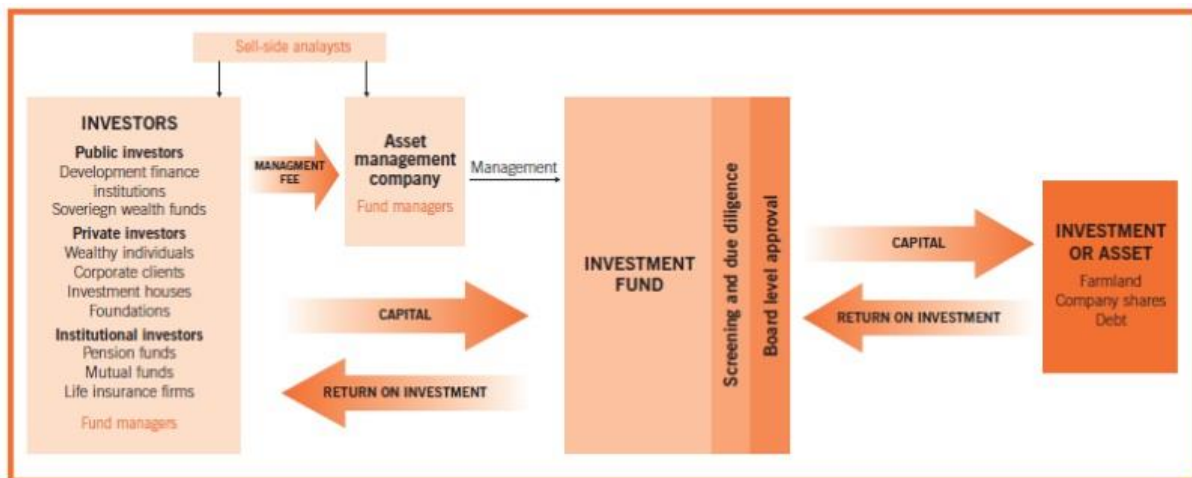 Sell-side analaysts
INVESTORS
Public investors
Development finance
institutions
Soveriegn wealth funds
Private investors
Wealthy individuals
Corporate clients
Investment houses
Foundations
Institutional investors
Pension funds
Mutual funds
Life insurance firms
Fund managers
MANAGMENT
FEE
Asset
management
company
Fund managers
Management
CAPITAL
RETURN ON INVESTMENT
INVESTMENT
FUND
Screening and due diligence
Board level approval
CAPITAL
RETURN ON INVESTMENT
INVESTMENT
OR ASSET
Farmland
Company shares
Debt